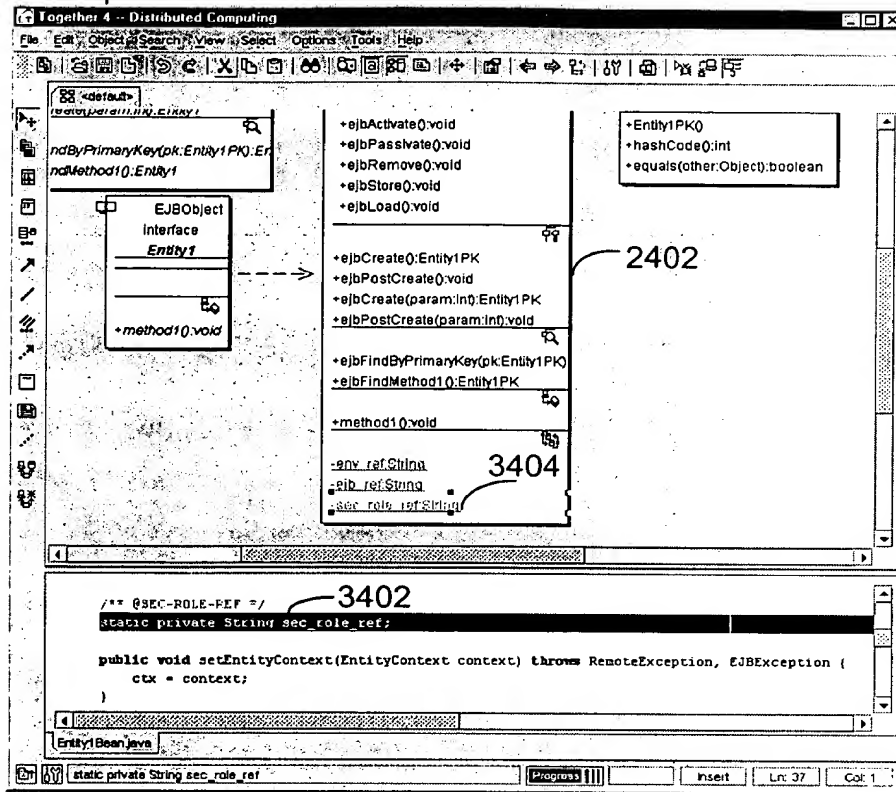 Together 4 -- Distributed Computing
File Edit Object Search View Select Options Tools Help
<default>
ndByPrimaryKey(pk:Entity1PK):En
ndMethod1():Entity1
EJBObject
interface
Entity1
+method1():void
+ejbActivate():void
+ejbPassivate():void
+ejbRemove():void
+ejbStore():void
+ejbLoad():void
+ejbCreate():Entity1PK
+ejbPostCreate():void
+ejbCreate(param:int):Entity1PK
+ejbPostCreate(param:int):void
+ejbFindByPrimaryKey(pk:Entity1PK)
+ejbFindMethod1():Entity1PK
+method1():void
-env_ref:String
-ejb_ref:String
-sec_role_ref:String
+Entity1PK()
+hashCode():int
+equals(other:Object):boolean
2402
3404
3402
/** @SEC-ROLE-REF */
static private String sec_role_ref;
public void setEntityContext(EntityContext context) throws RemoteException, EJBException {
ctx = context;
}
Entity1Bean.java
static private String sec_role_ref
Progress
Insert
Ln: 37
Col: 1